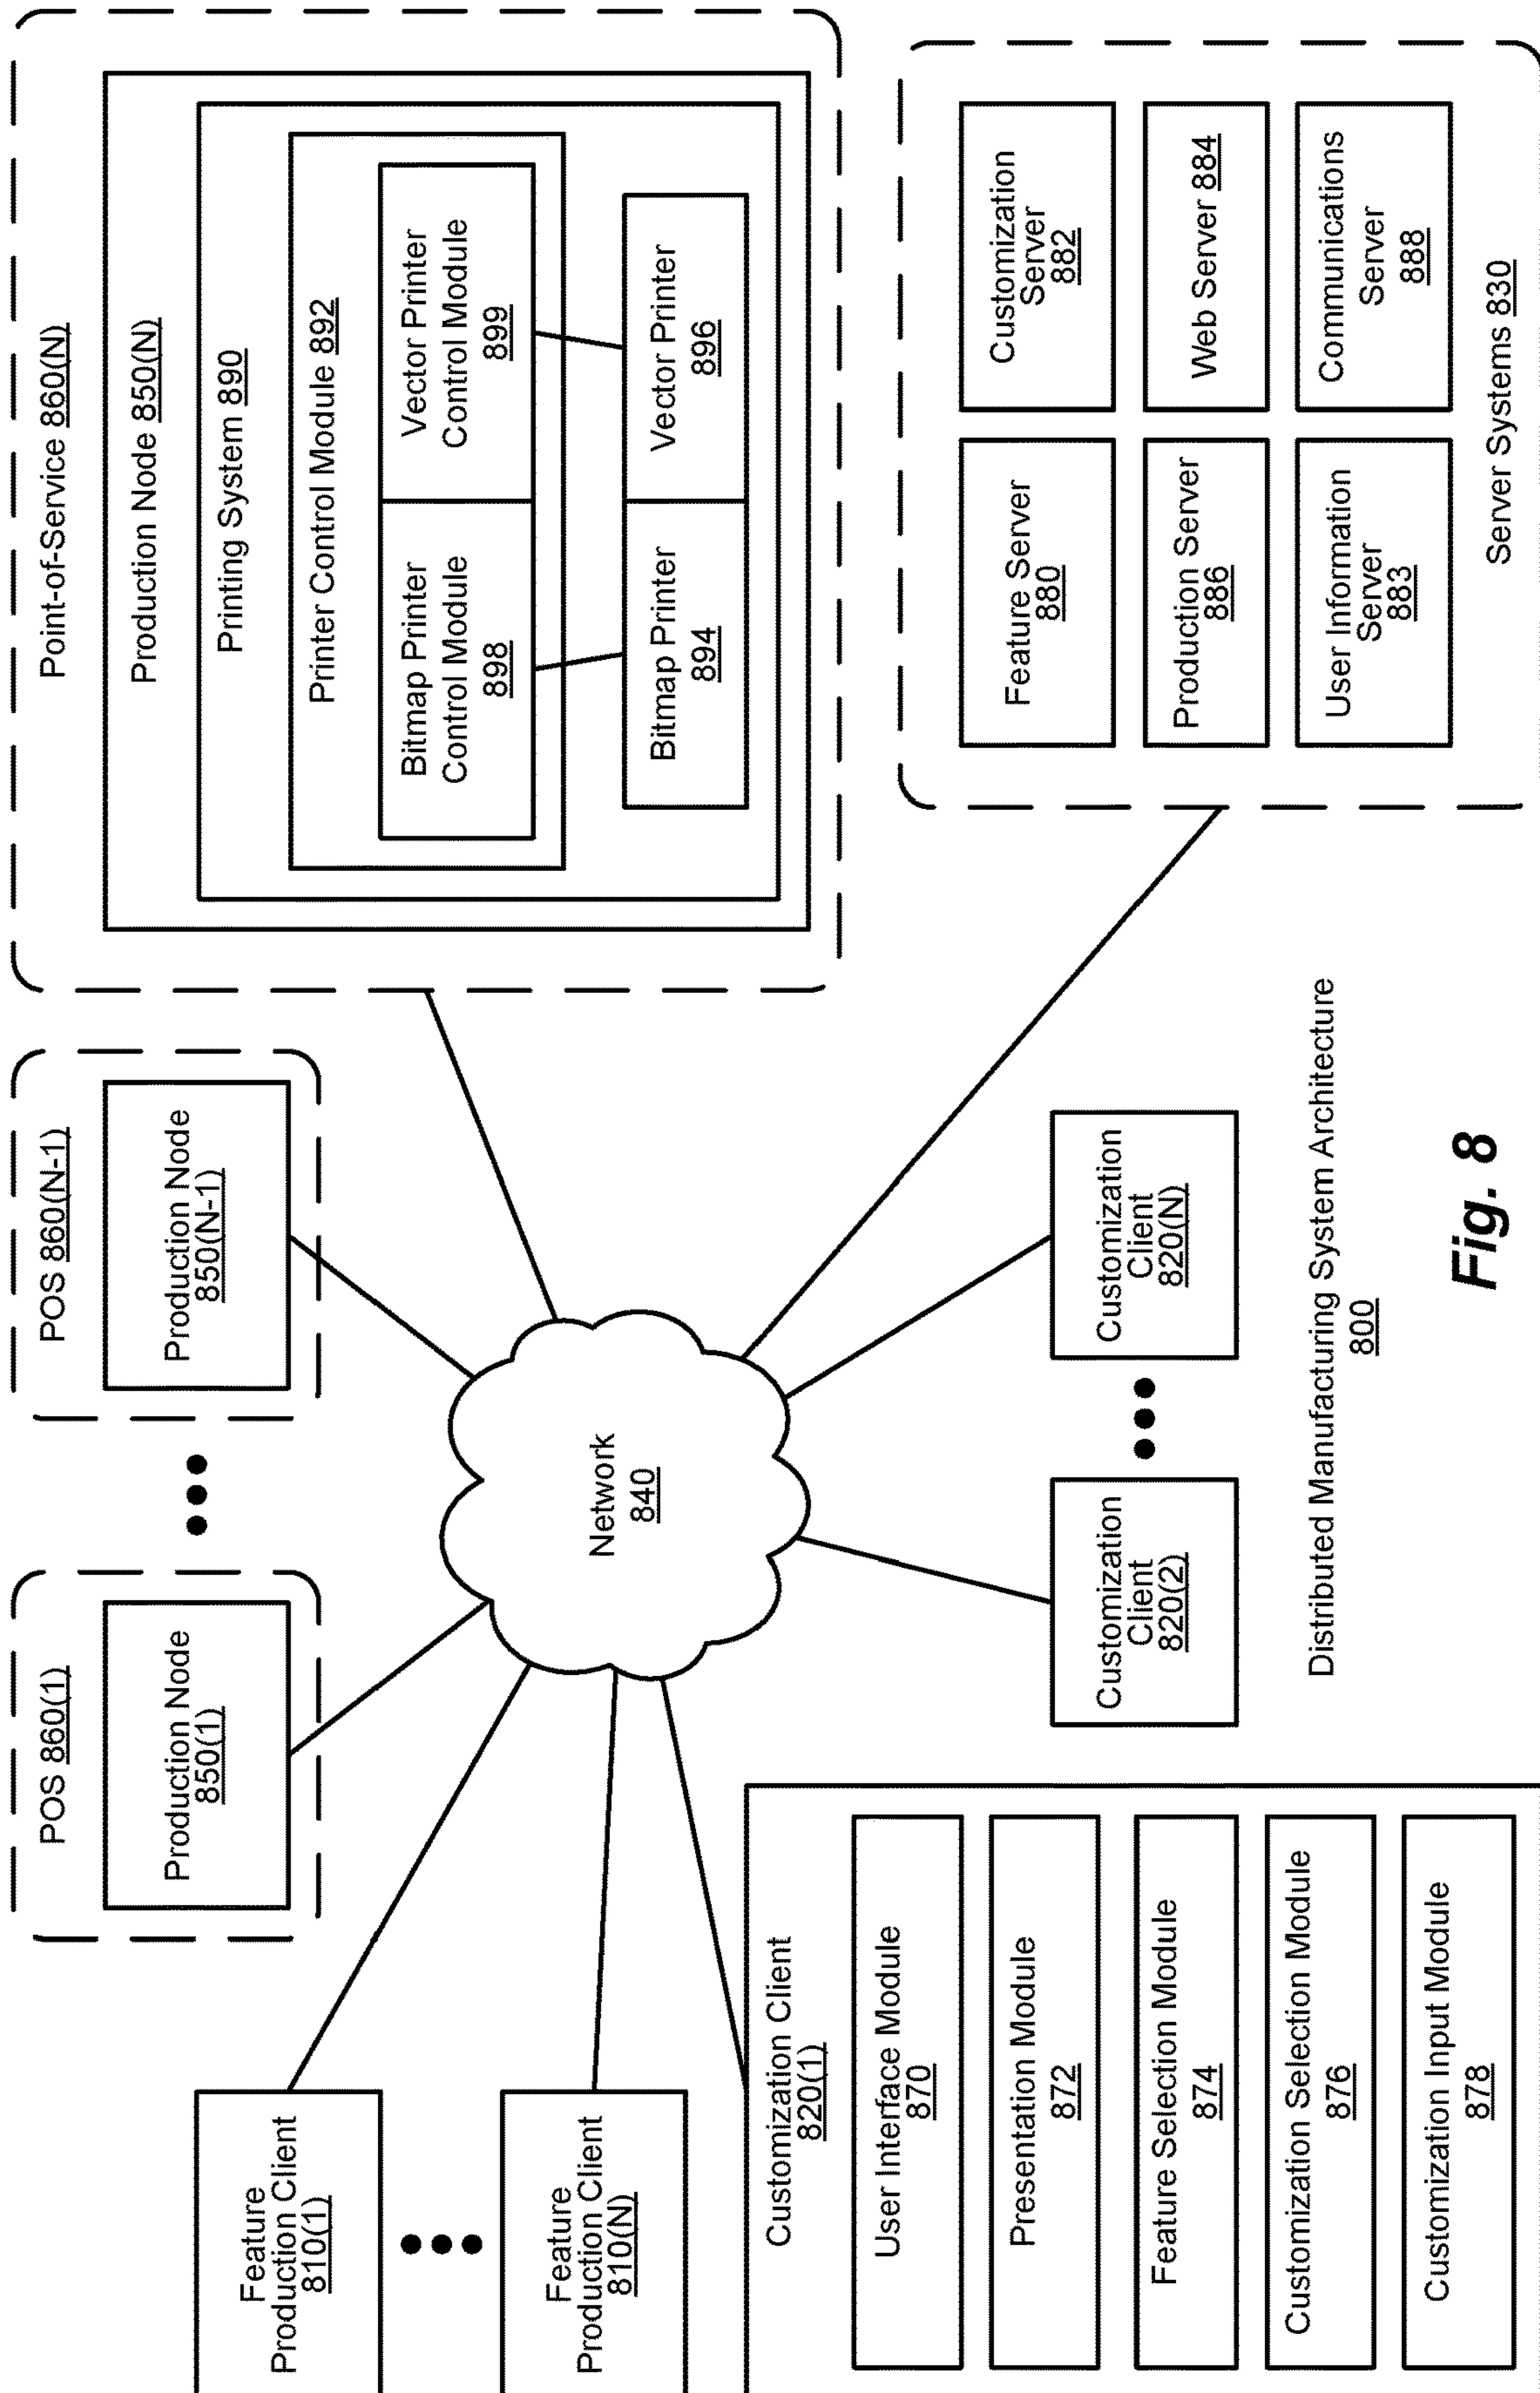 POS 860(1)
Production Node
850(1)
POS 860(N-1)
Production Node
850(N-1)
Point-of-Service 860(N)
Production Node 850(N)
Printing System 890
Printer Control Module 892
Bitmap Printer
Control Module
898
Vector Printer
Control Module
899
Bitmap Printer
894
Vector Printer
896
Feature
Production Client
810(1)
Feature
Production Client
810(N)
Network
840
Customization Client
820(1)
User Interface Module
870
Presentation Module
872
Feature Selection Module
874
Customization Selection Module
876
Customization Input Module
878
Customization
Client
820(2)
Customization
Client
820(N)
Feature Server
880
Customization
Server
882
Production Server
886
Web Server 884
User Information
Server
883
Communications
Server
888
Server Systems 830
Distributed Manufacturing System Architecture
800
Fig. 8